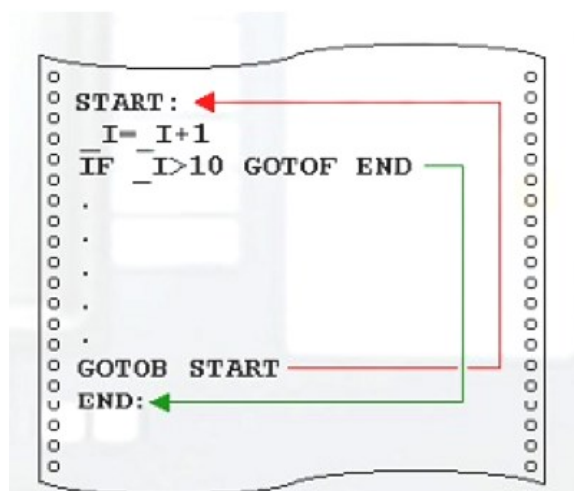 START:
_I=_I+1
IF _I>10 GOTOF END
.
.
.
.
.
GOTOB START
END: